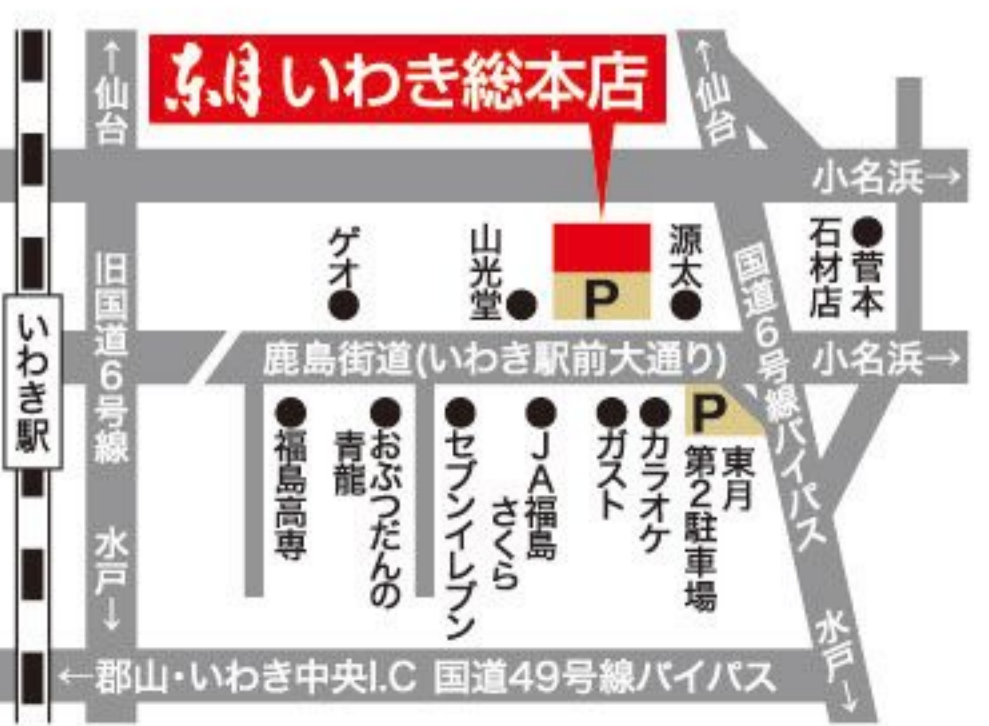 ↑仙台
东月 いわき総本店
↑仙台
小名浜→
旧国道6号線
ゲオ
山光堂
P
源太
国道6号線バイパス
菅本
石材店
いわき駅
鹿島街道(いわき駅前大通り)
小名浜→
福島高専
おぶつだんの
青龍
セブンイレブン
JA福島
さくら
ガスト
カラオケ
P
東月
第2駐車場
水戸↓
水戸↓
←郡山・いわき中央I.C 国道49号線バイパス